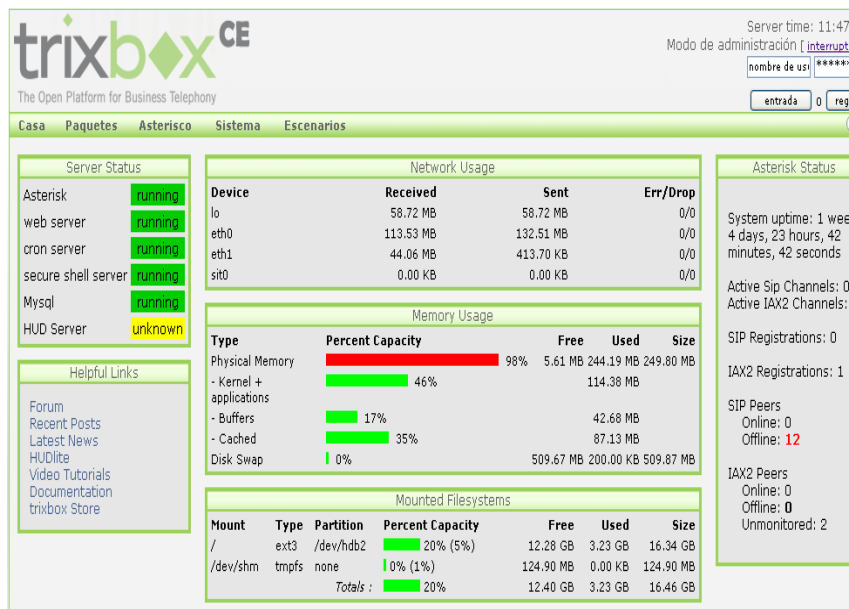 trixbox CE
The Open Platform for Business Telephony
Server time: 11:47
Modo de administración [ interrupt
nombre de us
******
entrada 0 reg
Casa Paquetes Asterisco Sistema Escenarios
Server Status
Asterisk running
web server running
cron server running
secure shell server running
Mysql running
HUD Server unknown
Helpful Links
Forum
Recent Posts
Latest News
HUDlite
Video Tutorials
Documentation
trixbox Store
Network Usage
Device Received Sent Err/Drop
lo 58.72 MB 58.72 MB 0/0
eth0 113.53 MB 132.51 MB 0/0
eth1 44.06 MB 413.70 KB 0/0
sit0 0.00 KB 0.00 KB 0/0
Memory Usage
Type Percent Capacity Free Used Size
Physical Memory 98% 5.61 MB 244.19 MB 249.80 MB
- Kernel + 46% 114.38 MB
applications
- Buffers 17% 42.68 MB
- Cached 35% 87.13 MB
Disk Swap 0% 509.67 MB 200.00 KB 509.87 MB
Mounted Filesystems
Mount Type Partition Percent Capacity Free Used Size
/ ext3 /dev/hdb2 20% (5%) 12.28 GB 3.23 GB 16.34 GB
/dev/shm tmpfs none 0% (1%) 124.90 MB 0.00 KB 124.90 MB
Totals : 20% 12.40 GB 3.23 GB 16.46 GB
Asterisk Status
System uptime: 1 wee
4 days, 23 hours, 42
minutes, 42 seconds
Active Sip Channels: 0
Active IAX2 Channels:
SIP Registrations: 0
IAX2 Registrations: 1
SIP Peers
Online: 0
Offline: 12
IAX2 Peers
Online: 0
Offline: 0
Unmonitored: 2